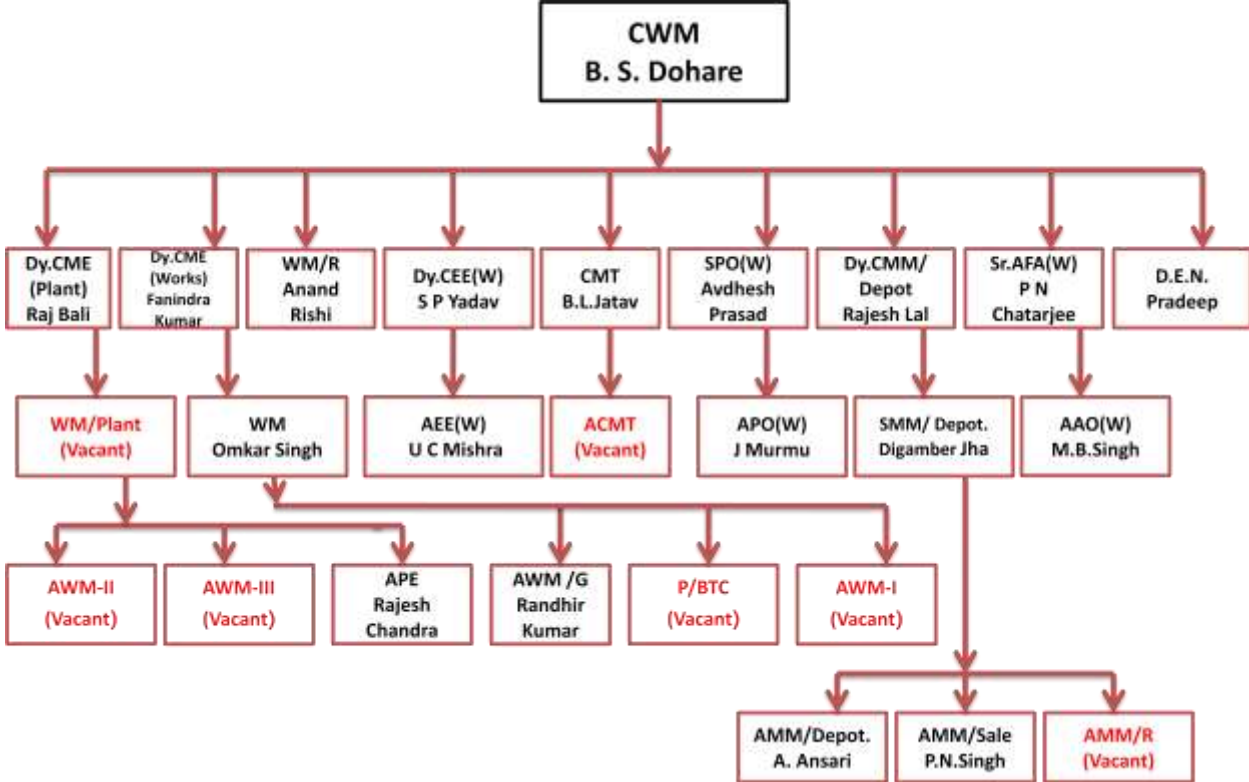 CWM
B. S. Dohare
Dy.CME
(Plant)
Raj Bali
Dy.CME
(Works)
Fanindra
Kumar
WM/R
Anand
Rishi
Dy.CEE(W)
S P Yadav
CMT
B.L.Jatav
SPO(W)
Avdhesh
Prasad
Dy.CMM/
Depot
Rajesh Lal
Sr.AFA(W)
P N
Chatarjee
D.E.N.
Pradeep
WM/Plant
(Vacant)
WM
Omkar Singh
AEE(W)
U C Mishra
ACMT
(Vacant)
APO(W)
J Murmu
SMM/ Depot.
Digamber Jha
AAO(W)
M.B.Singh
AWM-II
(Vacant)
AWM-III
(Vacant)
APE
Rajesh
Chandra
AWM /G
Randhir
Kumar
P/BTC
(Vacant)
AWM-I
(Vacant)
AMM/Depot.
A. Ansari
AMM/Sale
P.N.Singh
AMM/R
(Vacant)